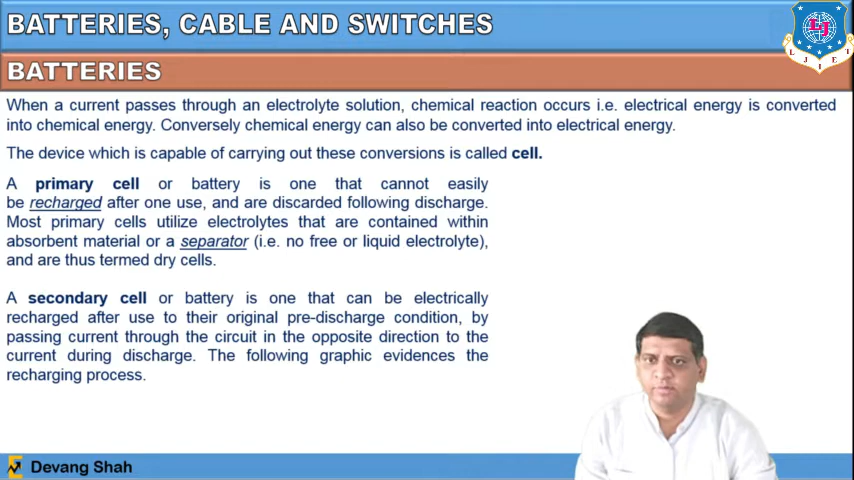 BATTERIES, CABLE AND SWITCHES
LJ
L J I E T
BATTERIES
When a current passes through an electrolyte solution, chemical reaction occurs i.e. electrical energy is converted
into chemical energy. Conversely chemical energy can also be converted into electrical energy.
The device which is capable of carrying out these conversions is called cell.
A primary cell or battery is one that cannot easily
be recharged after one use, and are discarded following discharge.
Most primary cells utilize electrolytes that are contained within
absorbent material or a separator (i.e. no free or liquid electrolyte),
and are thus termed dry cells.
A secondary cell or battery is one that can be electrically
recharged after use to their original pre-discharge condition, by
passing current through the circuit in the opposite direction to the
current during discharge. The following graphic evidences the
recharging process.
Devang Shah